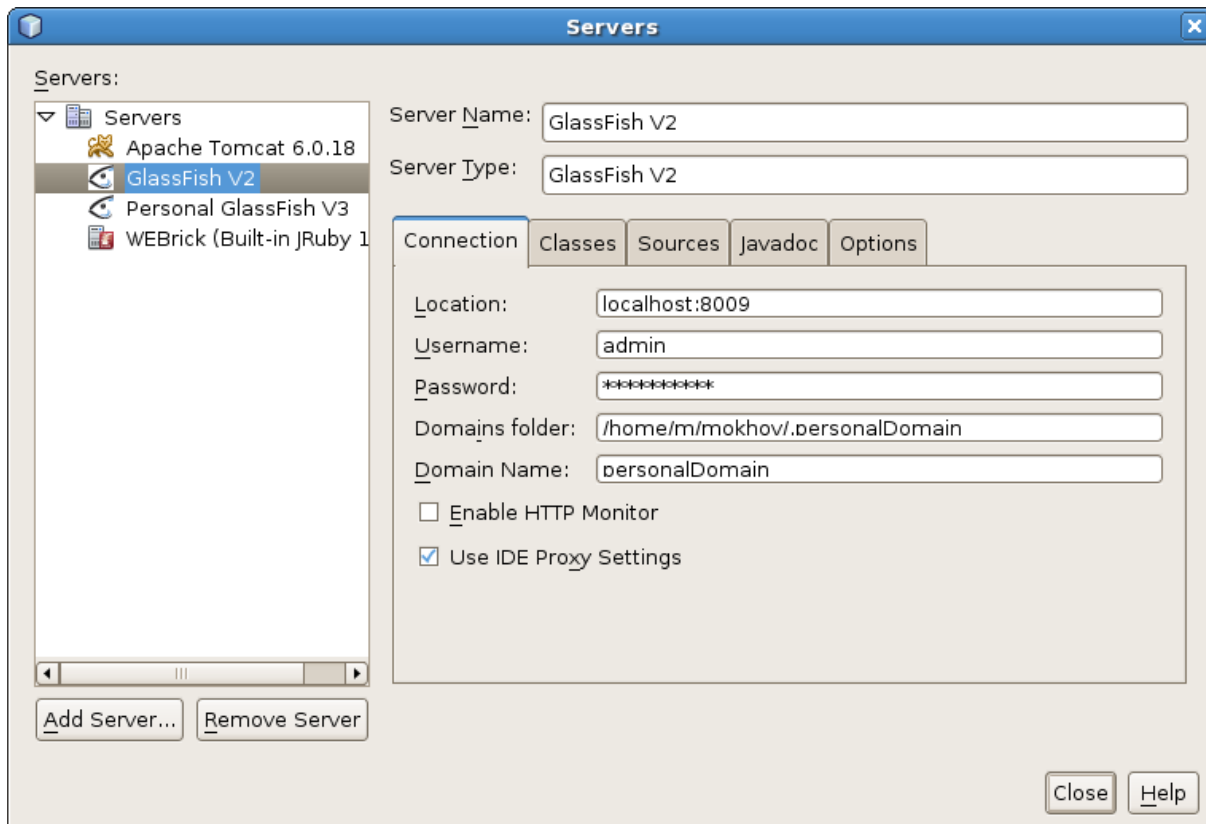 Servers
Servers:
Servers
Apache Tomcat 6.0.18
GlassFish V2
Personal GlassFish V3
WEBrick (Built-in JRuby 1
Add Server...
Remove Server
Server Name: GlassFish V2
Server Type: GlassFish V2
Connection Classes Sources Javadoc Options
Location: localhost:8009
Username: admin
Password: ***********
Domains folder: /home/m/mokhov/.personalDomain
Domain Name: personalDomain
Enable HTTP Monitor
Use IDE Proxy Settings
Close Help